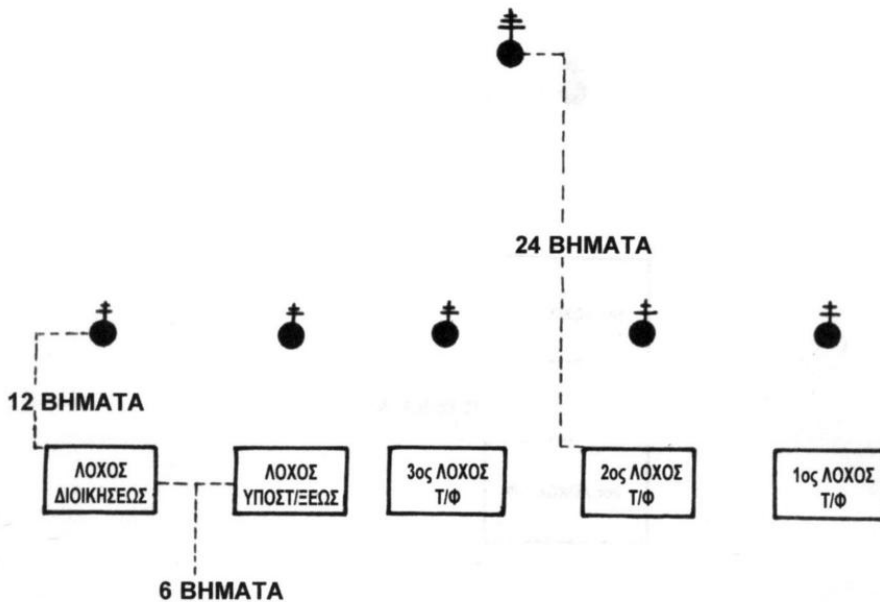 24 ΒΗΜΑΤΑ
12 ΒΗΜΑΤΑ
ΛΟΧΟΣ
ΔΙΟΙΚΗΣΕΩΣ
ΛΟΧΟΣ
ΥΠΟΣΤ/ΞΕΩΣ
3ος ΛΟΧΟΣ
Τ/Φ
2ος ΛΟΧΟΣ
Τ/Φ
1ος ΛΟΧΟΣ
Τ/Φ
6 ΒΗΜΑΤΑ